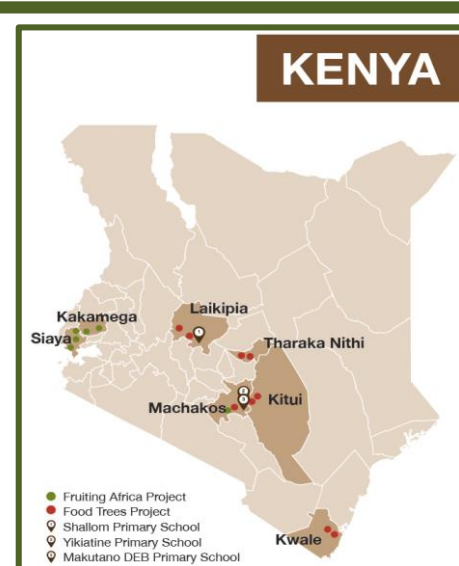 KENYA
Kakamega
Laikipia
Siaya
Tharaka Nithi
Machakos
Kitui
Kwale
Fruiting Africa Project
Food Trees Project
Shallom Primary School
Yikiatine Primary School
Makutano DEB Primary School